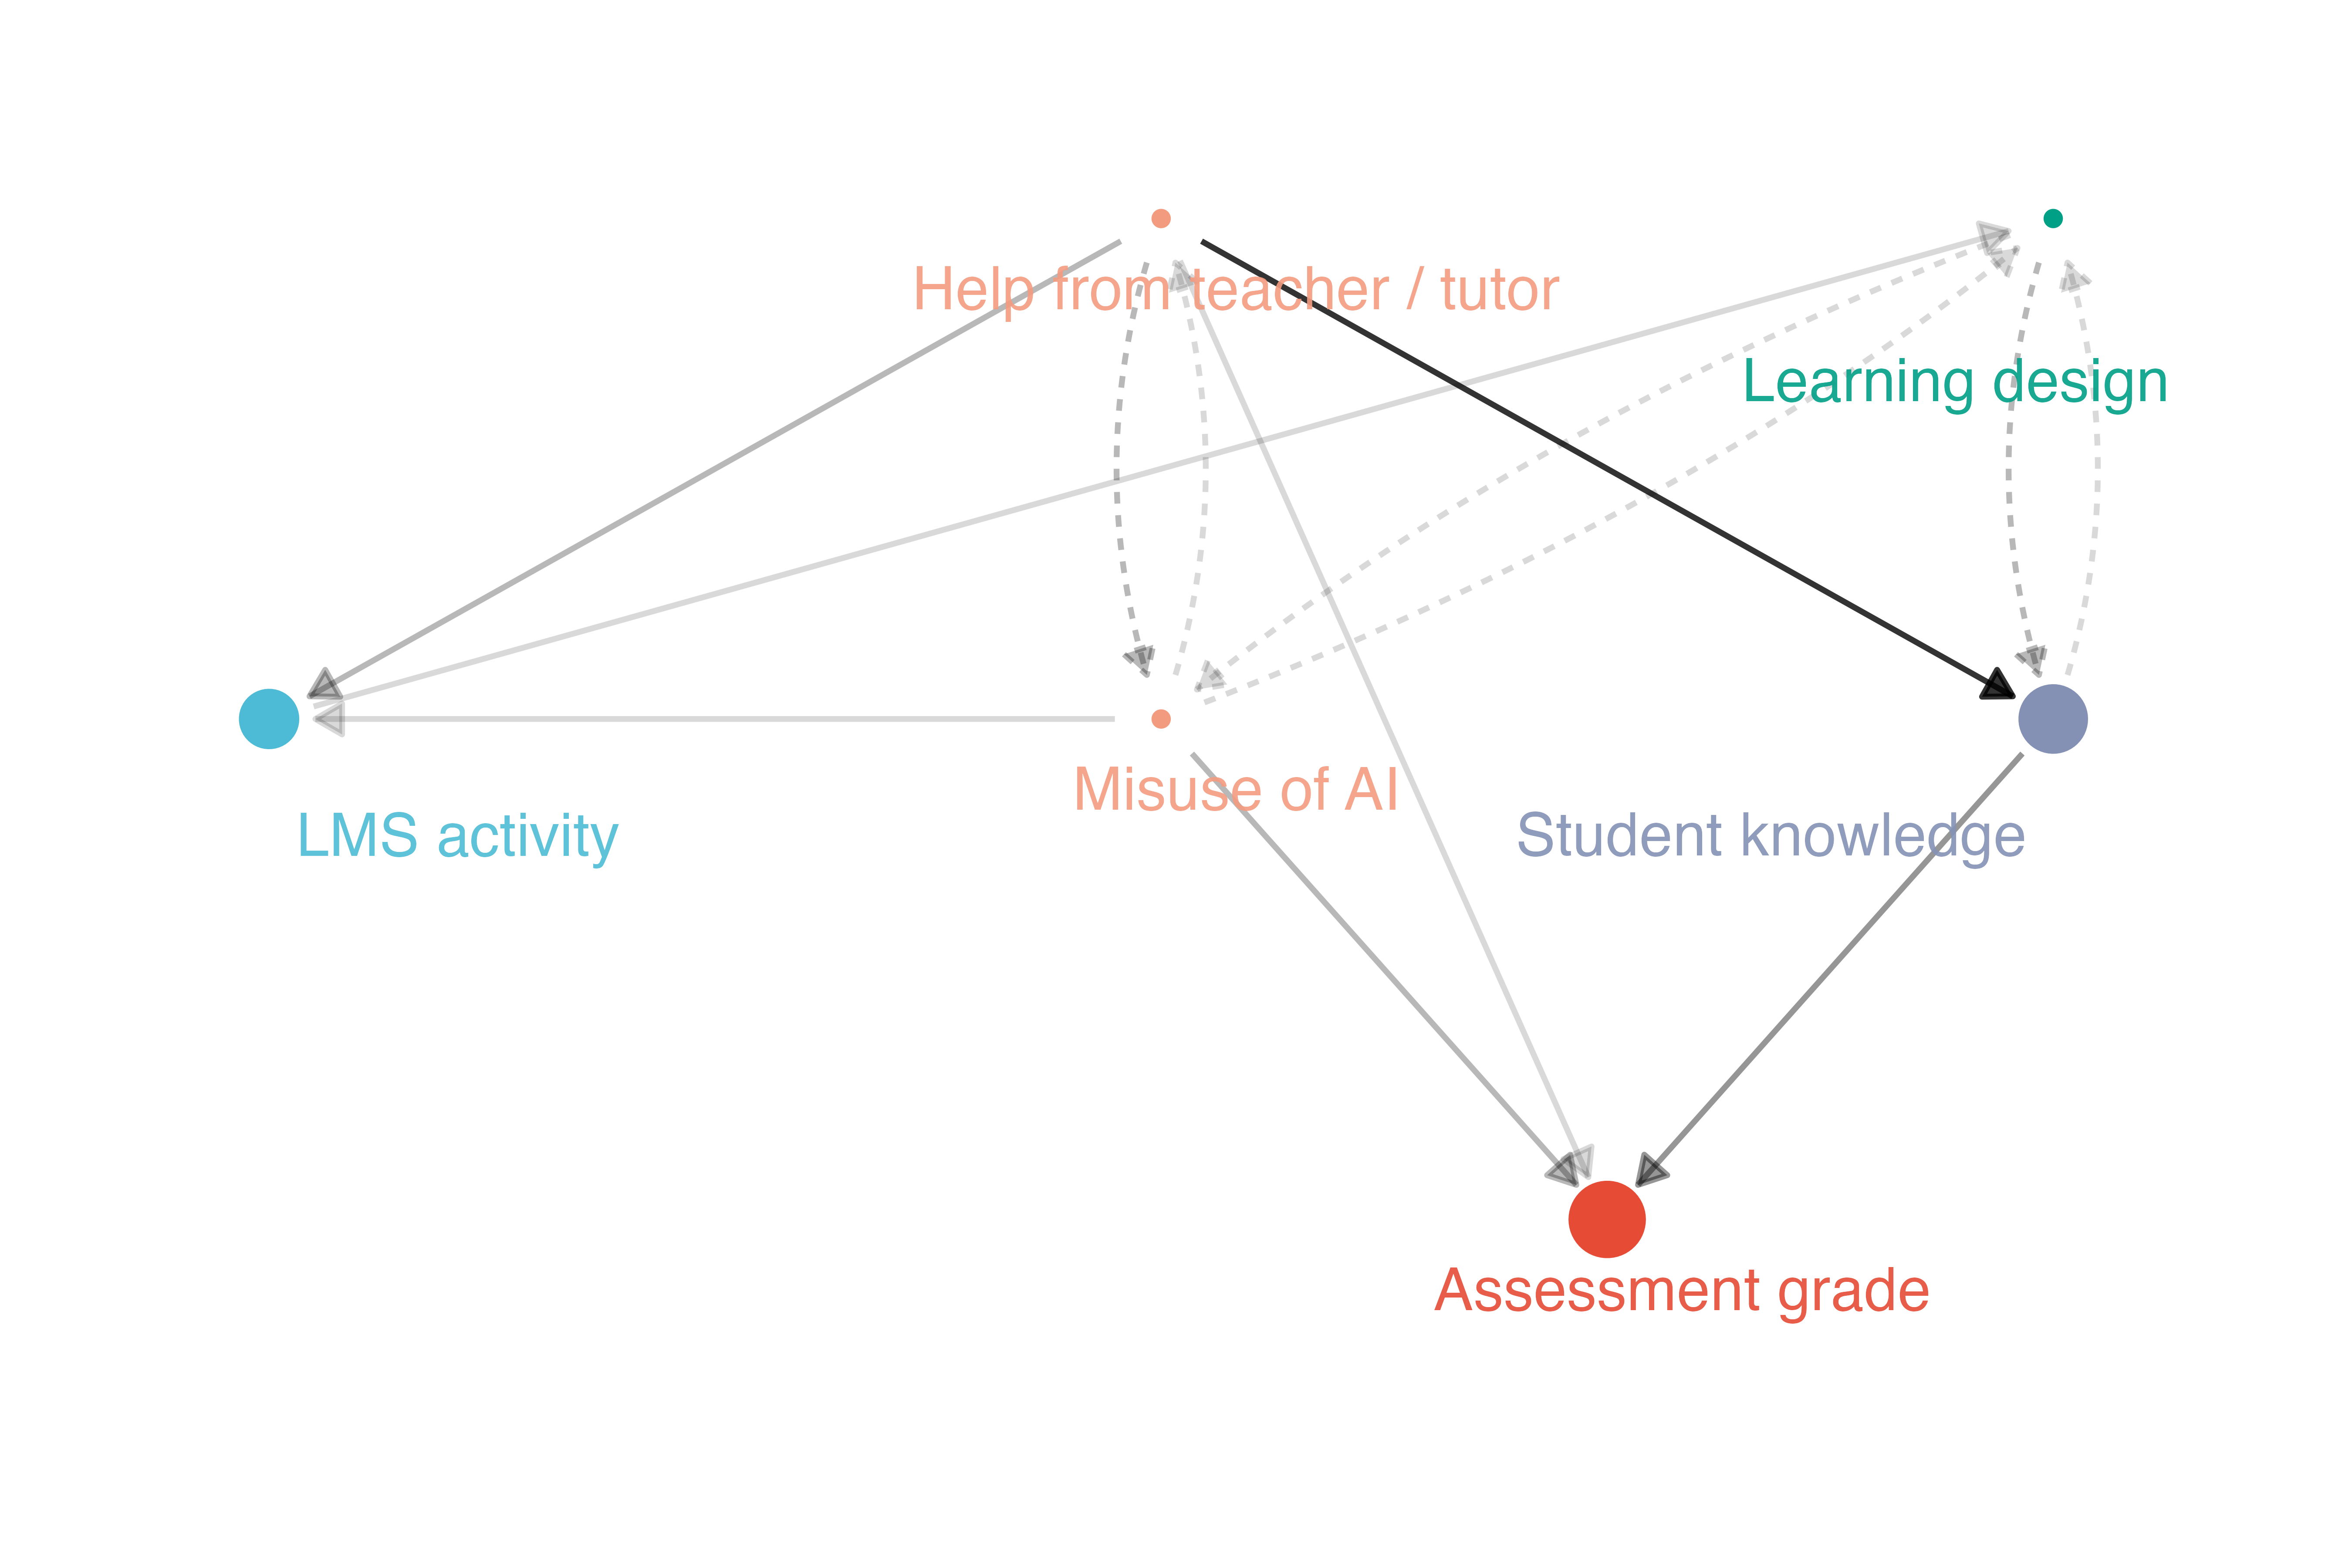 Help from teacher / tutor
Learning design
Misuse of AI
LMS activity
Student knowledge
Assessment grade